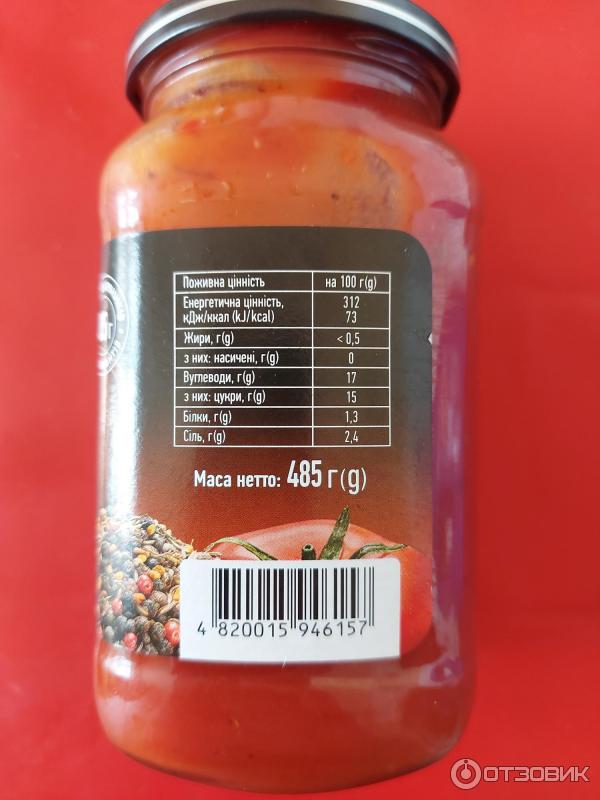 Поживна цінність на 100 г(g)
Енергетична цінність, 312
кДж/ккал (kJ/kcal) 73
Жири, г(g) < 0,5
з них: насичені, г(g) 0
Вуглеводи, г(g) 17
з них: цукри, г(g) 15
Білки, г(g) 1,3
Сіль, г(g) 2,4
Маса нетто: 485 г(g)
4 820015 946157
ОТЗОВИК